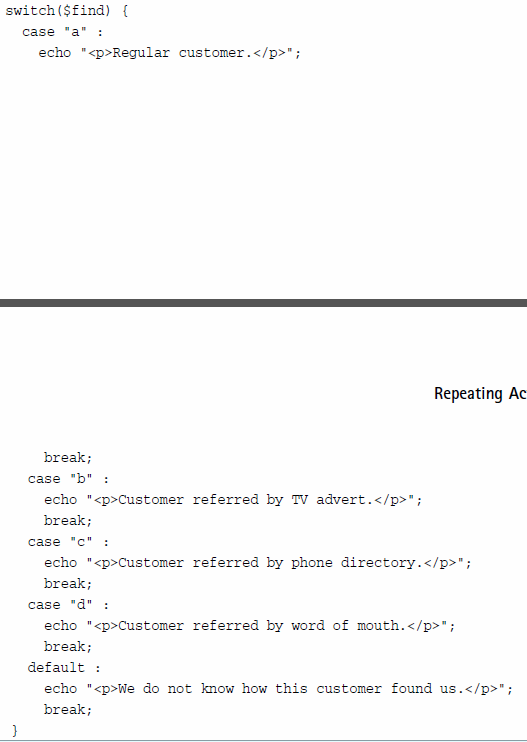 switch($find) {
case "a" :
echo "<p>Regular customer.</p>";
Repeating Ac
break;
case "b" :
echo "<p>Customer referred by TV advert.</p>";
break;
case "c" :
echo "<p>Customer referred by phone directory.</p>";
break;
case "d" :
echo "<p>Customer referred by word of mouth.</p>";
break;
default :
echo "<p>We do not know how this customer found us.</p>";
break;
}